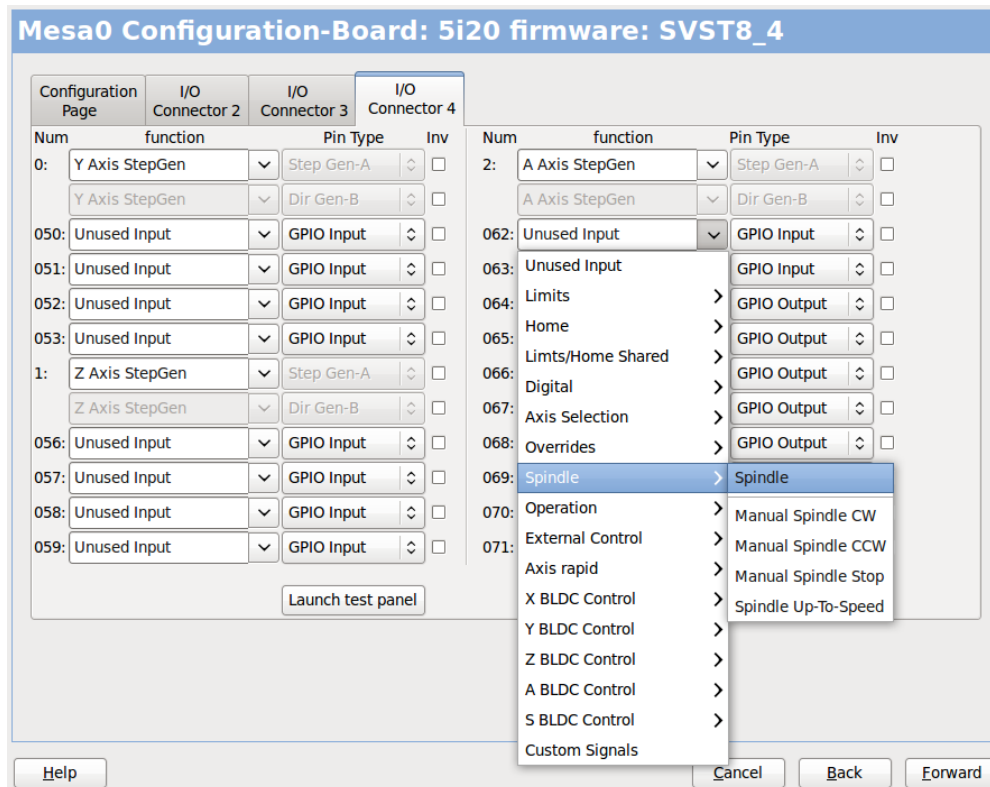 Mesa0 Configuration-Board: 5i20 firmware: SVST8_4
Configuration Page
I/O Connector 2
I/O Connector 3
I/O Connector 4
Num function Pin Type Inv
0: Y Axis StepGen Step Gen-A
Y Axis StepGen Dir Gen-B
050: Unused Input GPIO Input
051: Unused Input GPIO Input
052: Unused Input GPIO Input
053: Unused Input GPIO Input
1: Z Axis StepGen Step Gen-A
Z Axis StepGen Dir Gen-B
056: Unused Input GPIO Input
057: Unused Input GPIO Input
058: Unused Input GPIO Input
059: Unused Input GPIO Input
Num function Pin Type Inv
2: A Axis StepGen Step Gen-A
A Axis StepGen Dir Gen-B
062: Unused Input GPIO Input
063: GPIO Input
064: GPIO Output
065: GPIO Output
066: GPIO Output
067: GPIO Output
068: GPIO Output
069:
070:
071:
Unused Input
Limits
Home
Limts/Home Shared
Digital
Axis Selection
Overrides
Spindle
Operation
External Control
Axis rapid
X BLDC Control
Y BLDC Control
Z BLDC Control
A BLDC Control
S BLDC Control
Custom Signals
Spindle
Manual Spindle CW
Manual Spindle CCW
Manual Spindle Stop
Spindle Up-To-Speed
Launch test panel
Help
Cancel
Back
Forward